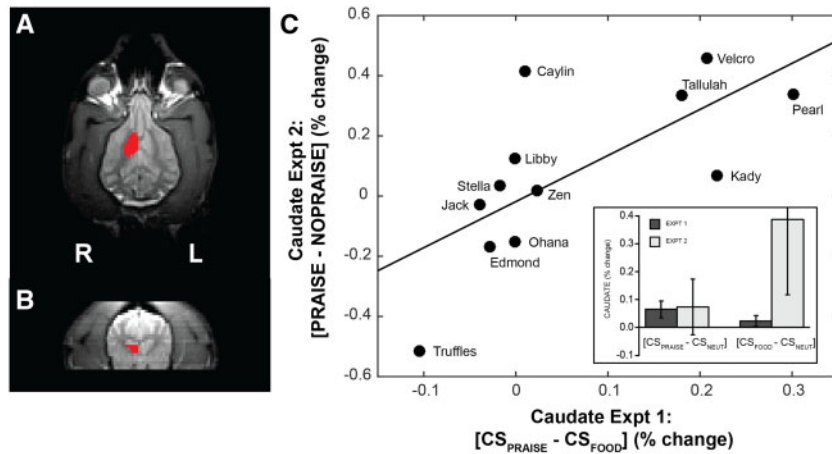 A
R
L
B
C
Caudate Expt 2:
[PRAISE - NOPRAISE] (% change)
0.6
0.4
0.2
0
-0.2
-0.4
-0.6
Velcro
Caylin
Tallulah
Pearl
Libby
Kady
Stella
Zen
Jack
Ohana
Edmond
Truffles
EXPT 1
EXPT 2
CAUDATE (% change)
0.4
0.3
0.2
0.1
0.0
-0.1
[CSPRAISE - CSNEUT]
[CSFOOD - CSNEUT]
-0.1
0
0.1
0.2
0.3
Caudate Expt 1:
[CSPRAISE - CSFOOD] (% change)